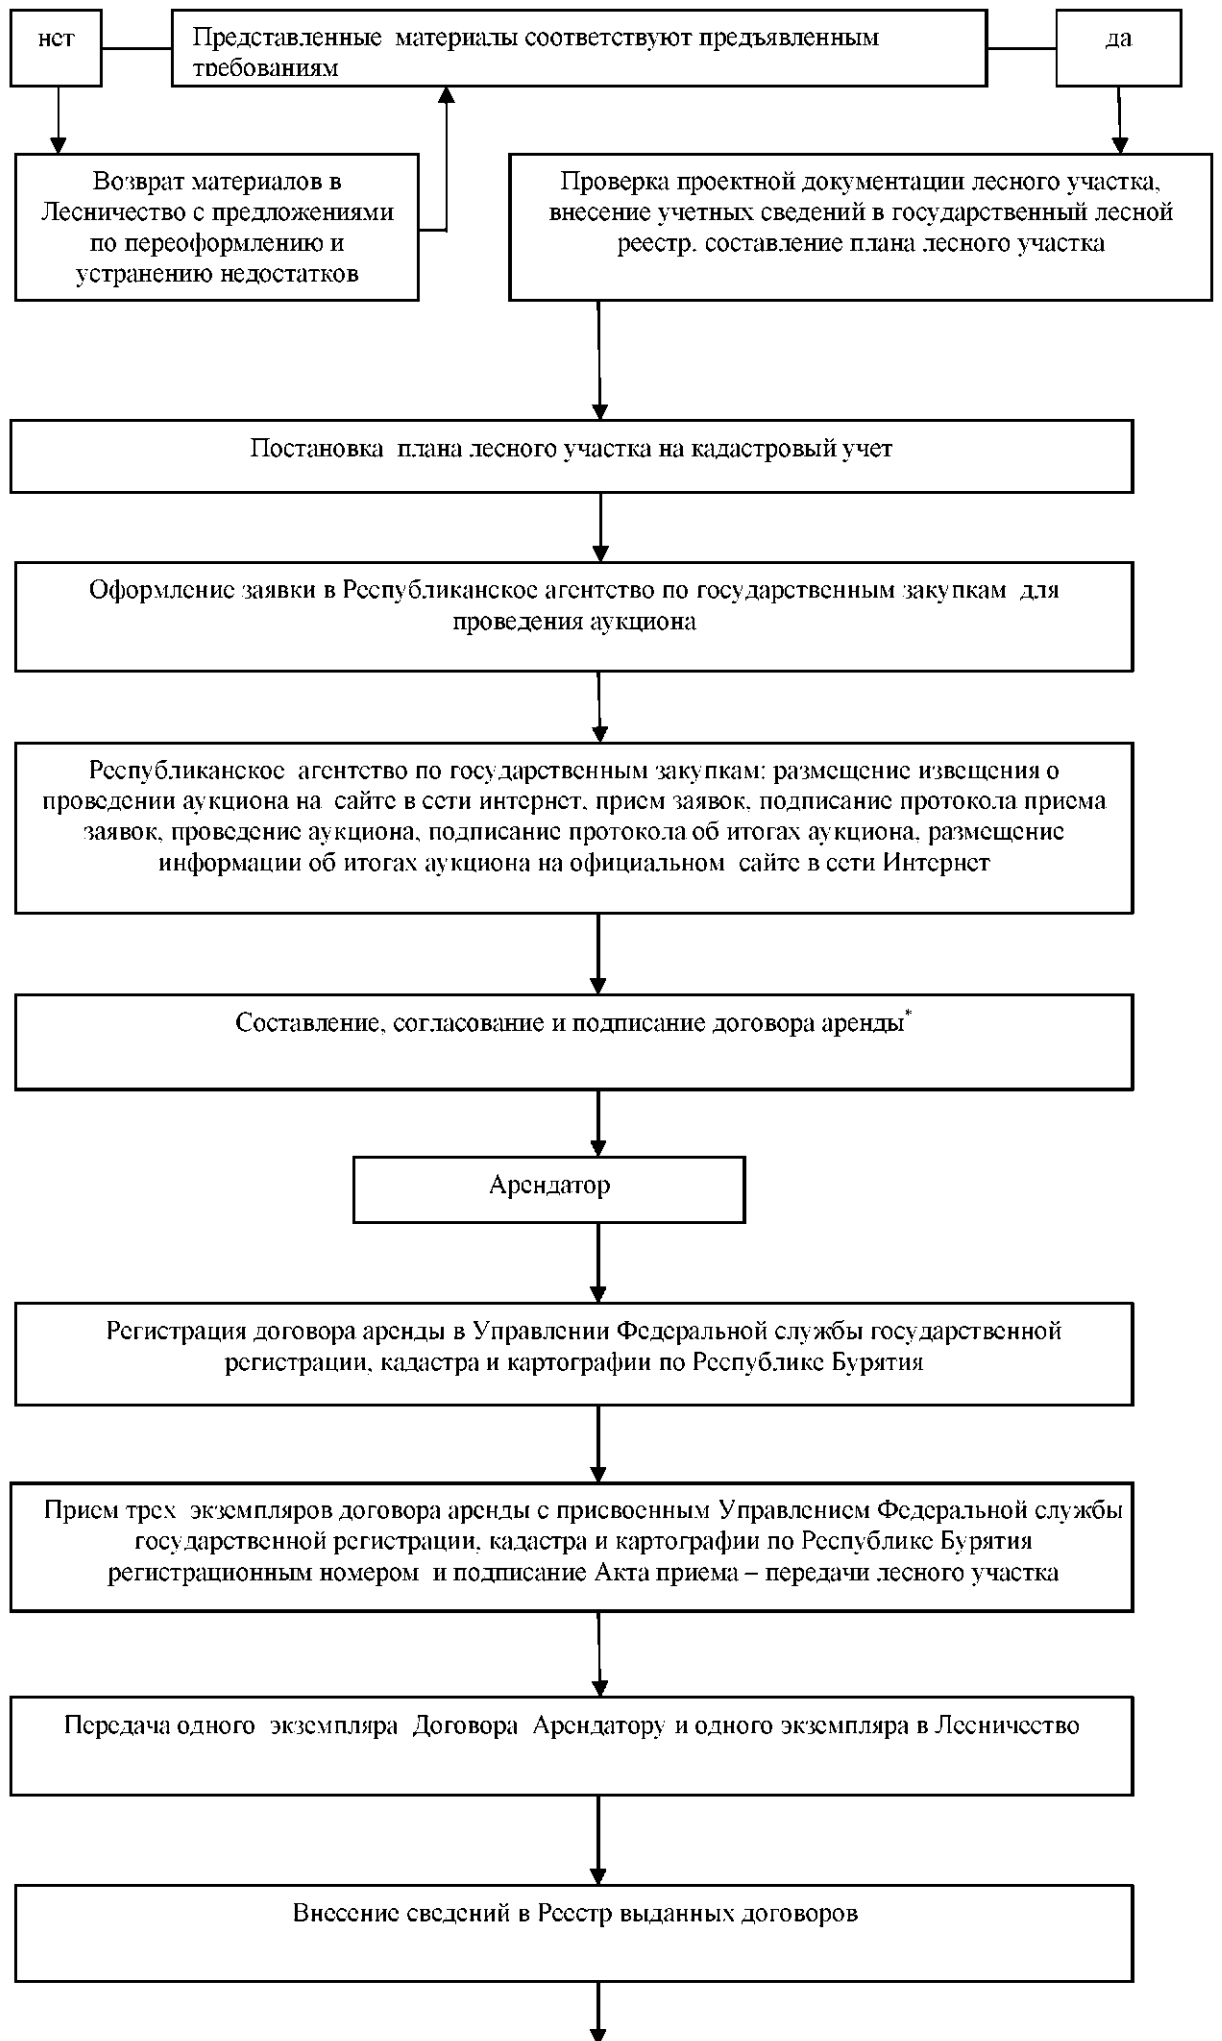 нет
Представленные материалы соответствуют предъявленным
требованиям
да
Возврат материалов в
Лесничество с предложениями
по переоформлению и
устранению недостатков
Проверка проектной документации лесного участка,
внесение учетных сведений в государственный лесной
реестр. составление плана лесного участка
Постановка плана лесного участка на кадастровый учет
Оформление заявки в Республиканское агентство по государственным закупкам для
проведения аукциона
Республиканское агентство по государственным закупкам: размещение извещения о
проведении аукциона на сайте в сети интернет, прием заявок, подписание протокола приема
заявок, проведение аукциона, подписание протокола об итогах аукциона, размещение
информации об итогах аукциона на официальном сайте в сети Интернет
Составление, согласование и подписание договора аренды*
Арендатор
Регистрация договора аренды в Управлении Федеральной службы государственной
регистрации, кадастра и картографии по Республике Бурятия
Прием трех экземпляров договора аренды с присвоенным Управлением Федеральной службы
государственной регистрации, кадастра и картографии по Республике Бурятия
регистрационным номером и подписание Акта приема – передачи лесного участка
Передача одного экземпляра Договора Арендатору и одного экземпляра в Лесничество
Внесение сведений в Реестр выданных договоров